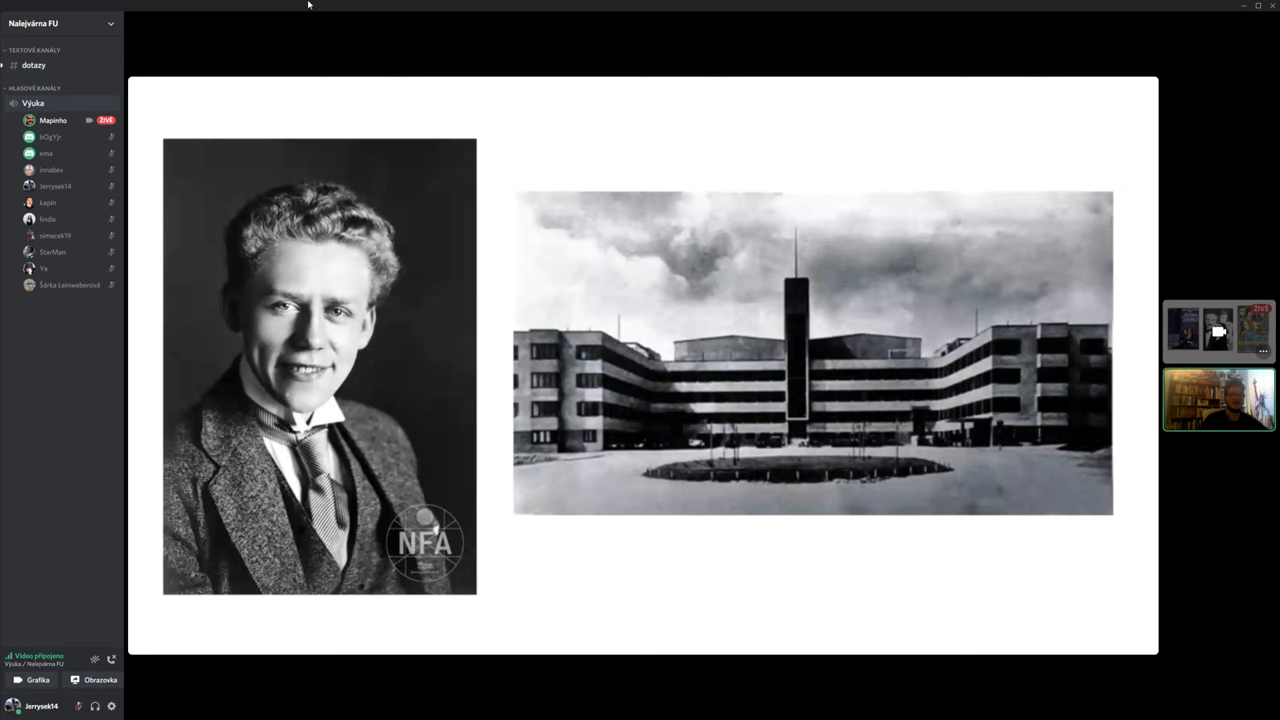 Nalejvárna FU
TEXTOVÉ KANÁLY
# dotazy
HLASOVÉ KANÁLY
Výuka
Mapinho ŽIVĚ
ema
innabex
Jerrysek14
kapin
lindis
simecek19
StarMan
Ye
Šárka Leinweberová
NFA
ŽIVĚ
Video připojeno
Výuka / Nalejvárna FU
Grafika Obrazovka
Jerrysek14